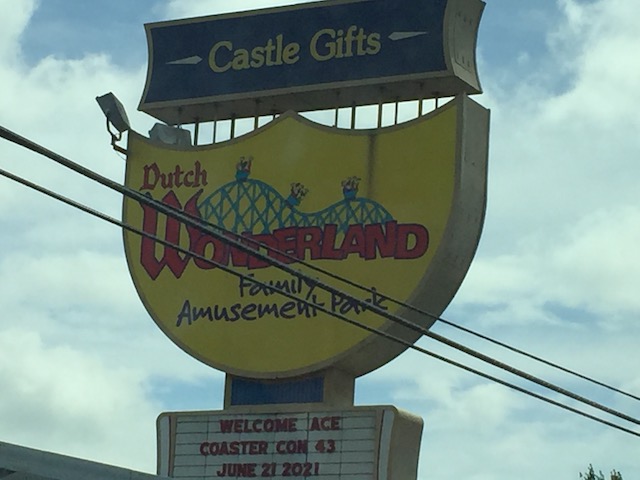 Castle Gifts
Dutch
WONDERLAND
Family
Amusement Park
WELCOME ACE
COASTER CON 43
JUNE 21 2021